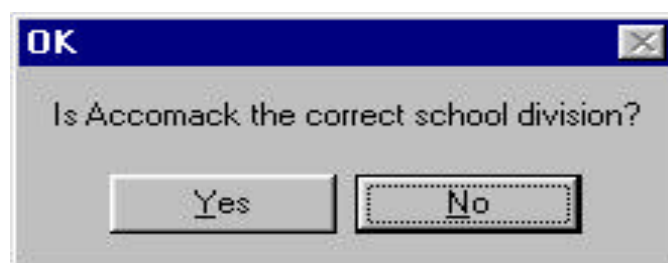 OK
Is Accomack the correct school division?
Yes No